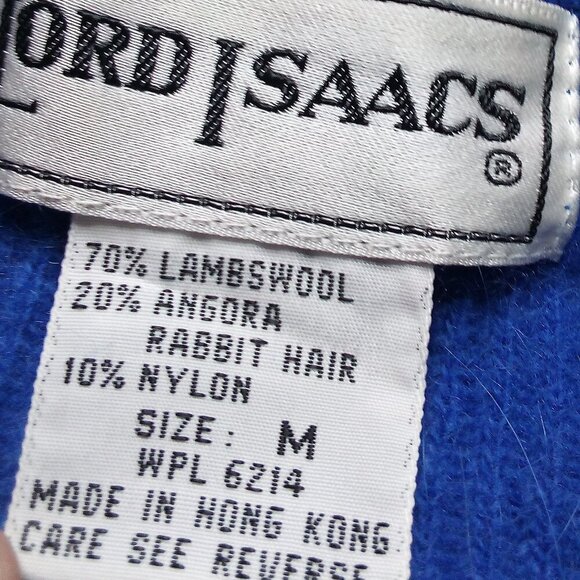 LORD ISAACS®
70% LAMBSWOOL
20% ANGORA
RABBIT HAIR
10% NYLON
SIZE: M
WPL 6214
MADE IN HONG KONG
CARE SEE REVERSE